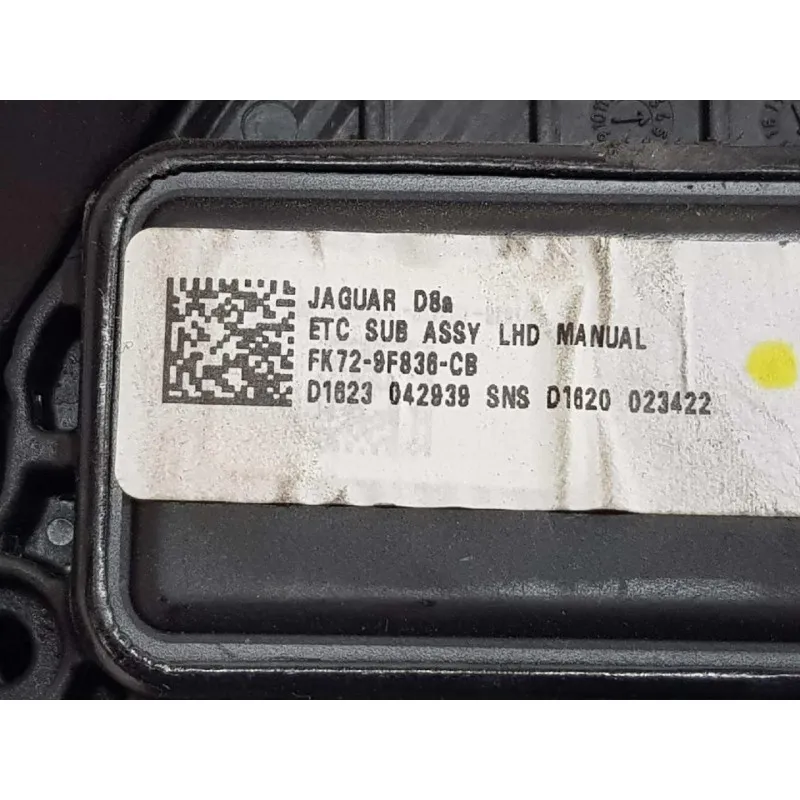 JAGUAR D8a
ETC SUB ASSY LHD MANUAL
FK72-9F836-CB
D1623 042939 SNS D1620 023422